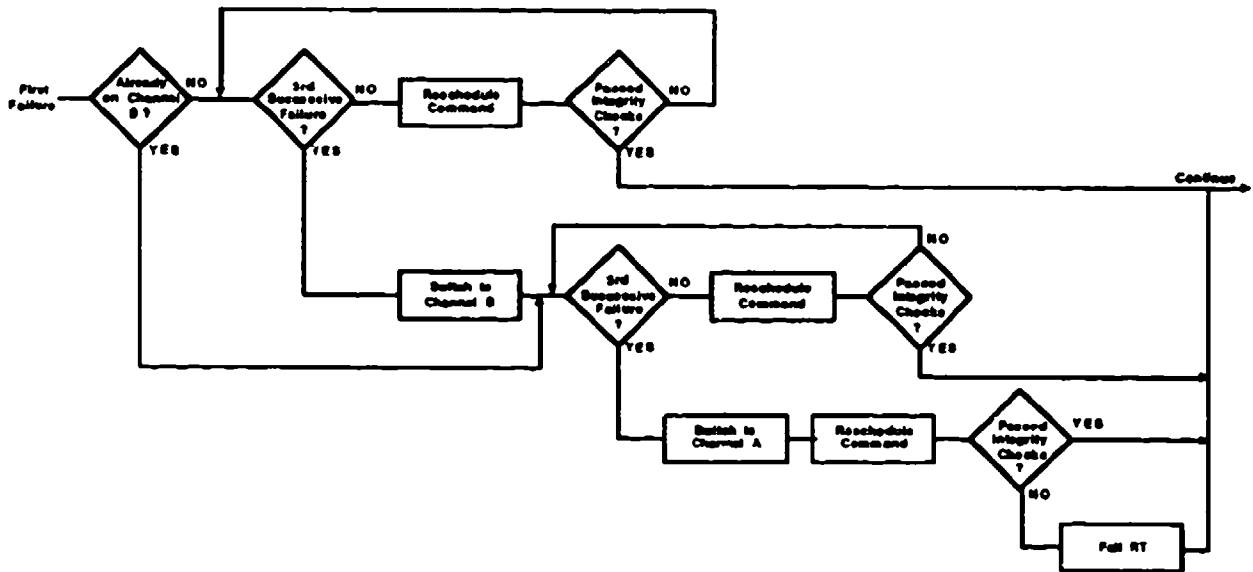 First
Failure
Already
on Channel
B ?
NO
YES
3rd
Successive
Failure
?
NO
YES
Reschedule
Command
Passed
Integrity
Checks
?
NO
YES
Continue
Switch to
Channel B
3rd
Successive
Failure
?
NO
YES
Reschedule
Command
Passed
Integrity
Checks
?
NO
YES
Switch to
Channel A
Reschedule
Command
Passed
Integrity
Checks
?
YES
NO
Fail RT